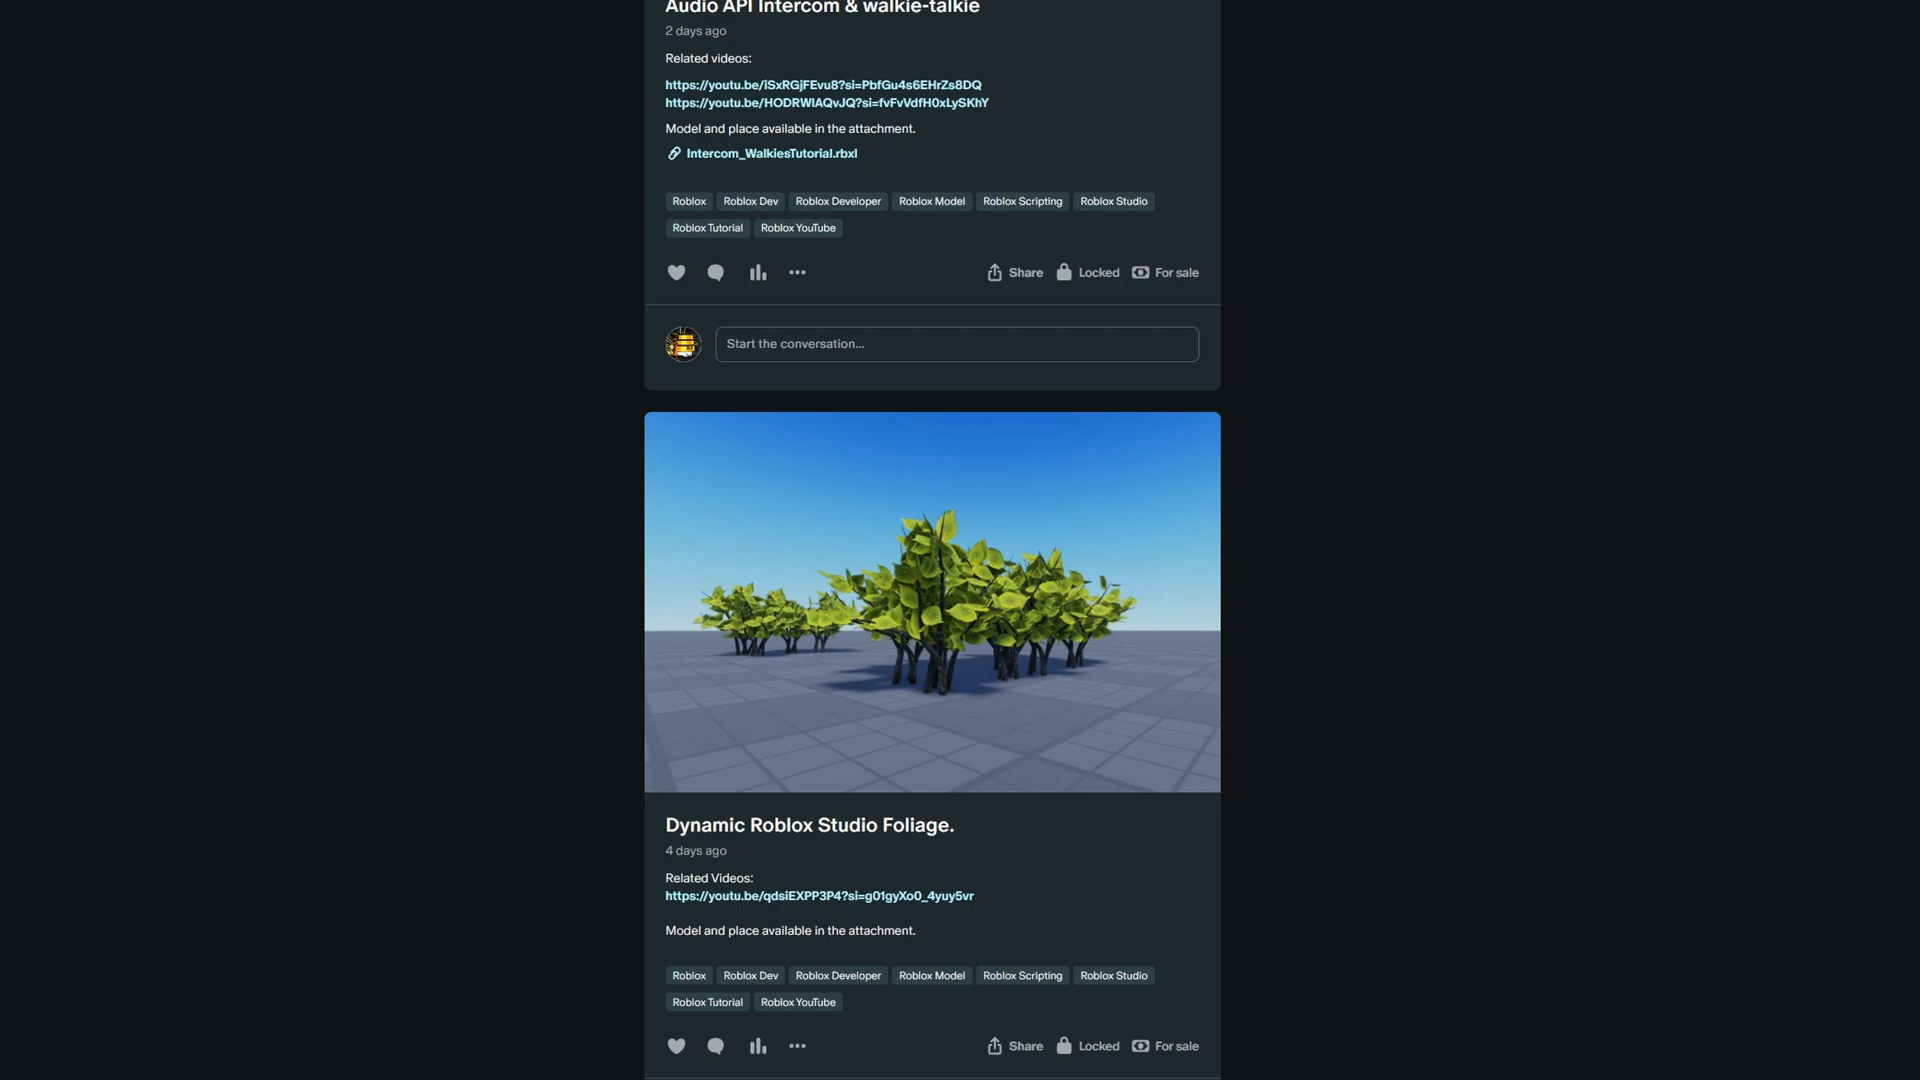 Audio API Intercom & walkie-talkie
2 days ago
Related videos:
https://youtu.be/iSxRGjFEvu8?si=PbfGu4s6EHrZs8DQ
https://youtu.be/HODRWIAQvJQ?si=fvFvVdfH0xLySKhY
Model and place available in the attachment.
Intercom_WalkiesTutorial.rbxl
Roblox Roblox Dev Roblox Developer Roblox Model Roblox Scripting Roblox Studio
Roblox Tutorial Roblox YouTube
Share Locked For sale
Start the conversation...
Dynamic Roblox Studio Foliage.
4 days ago
Related Videos:
https://youtu.be/qdsiEXPP3P4?si=g01gyXo0_4yuy5vr
Model and place available in the attachment.
Roblox Roblox Dev Roblox Developer Roblox Model Roblox Scripting Roblox Studio
Roblox Tutorial Roblox YouTube
Share Locked For sale